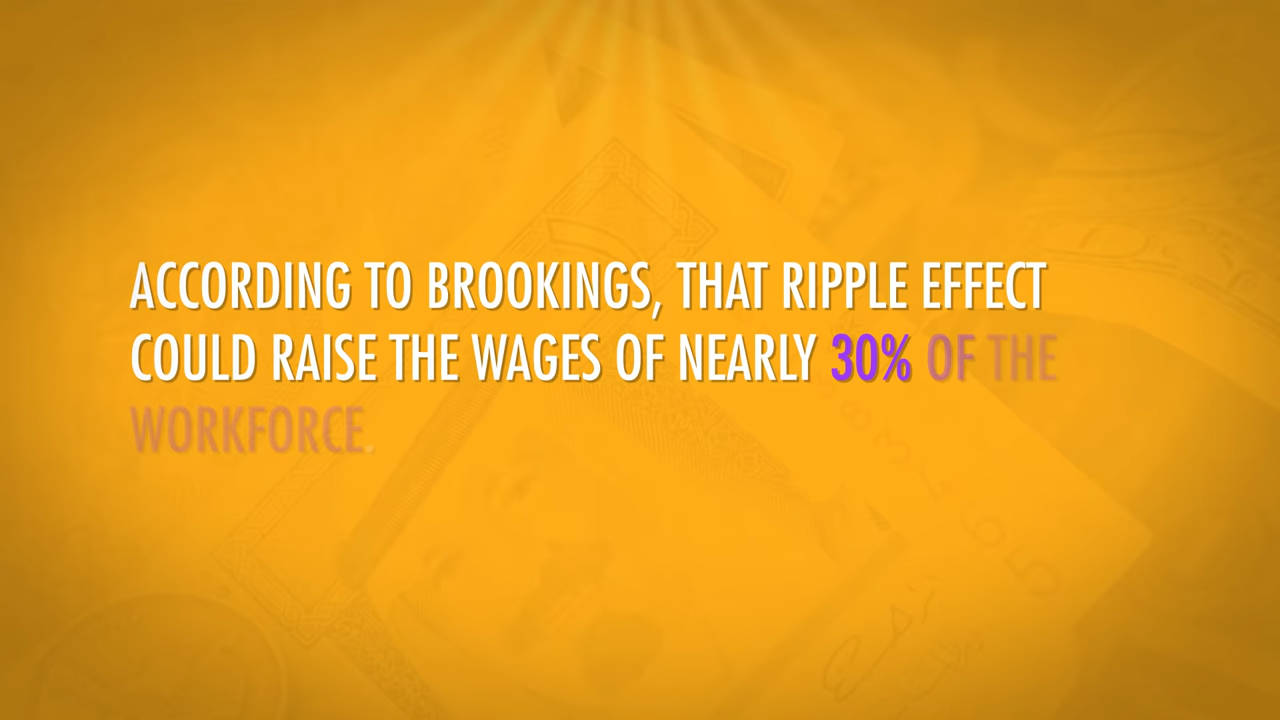 ACCORDING TO BROOKINGS, THAT RIPPLE EFFECT
COULD RAISE THE WAGES OF NEARLY 30% OF THE
WORKFORCE.